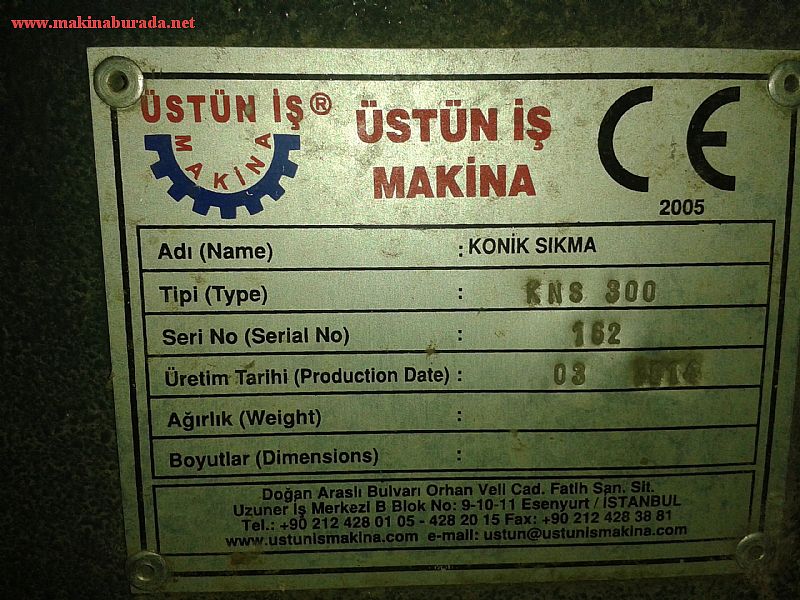 www.makinaburada.net
ÜSTÜN İŞ®
MAKİNA
ÜSTÜN İŞ
MAKİNA
CE
2005
Adı (Name) : KONİK SIKMA
Tipi (Type) : KNS 300
Seri No (Serial No) : 162
Üretim Tarihi (Production Date) : 03
Ağırlık (Weight) :
Boyutlar (Dimensions) :
Doğan Araslı Bulvarı Orhan Veli Cad. Fatih San. Sit.
Uzuner İş Merkezi B Blok No: 9-10-11 Esenyurt / İSTANBUL
Tel.: +90 212 428 01 05 - 428 20 15 Fax: +90 212 428 38 81
www.ustunismakina.com e-mail: ustun@ustunismakina.com